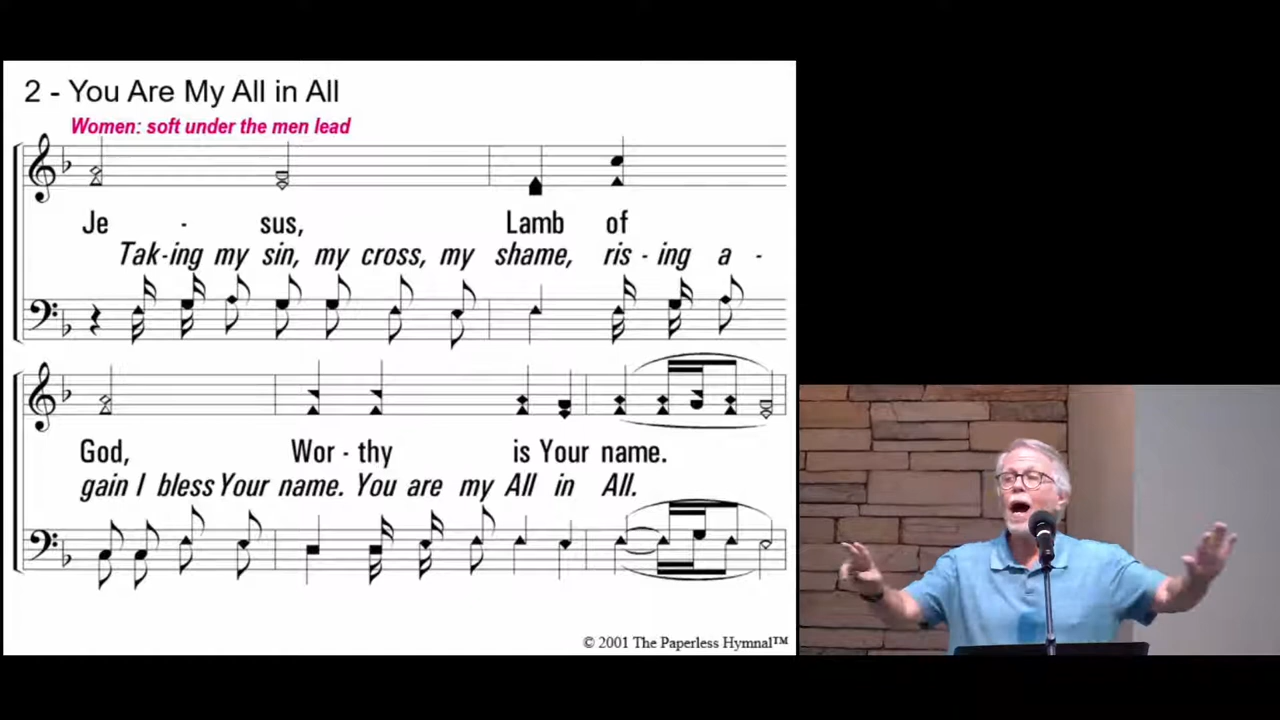 2 - You Are My All in All
Women: soft under the men lead
Je - sus, Lamb of
Tak-ing my sin, my cross, my shame, ris - ing a -
God, Wor - thy is Your name.
gain I bless Your name. You are my All in All.
© 2001 The Paperless Hymnal™